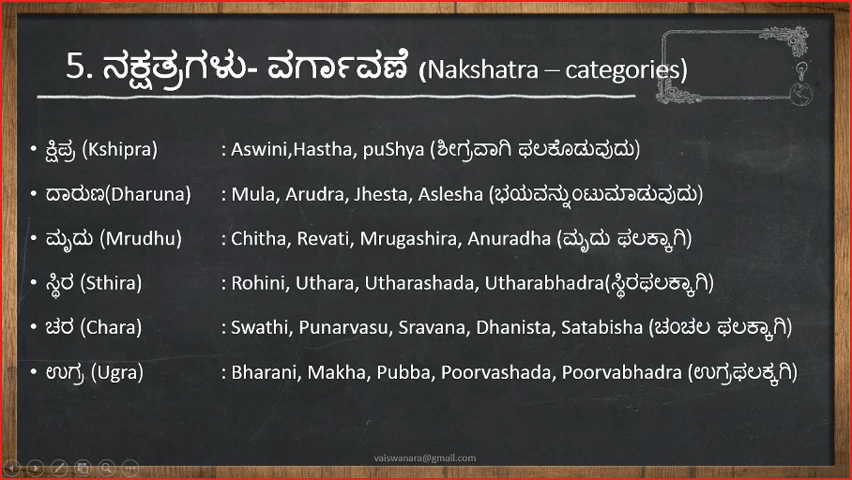 5. ನಕ್ಷತ್ರಗಳು- ವರ್ಗಾವಣೆ (Nakshatra – categories)
• ಕ್ಷಿಪ್ರ (Kshipra) : Aswini,Hastha, puShya (ಶೀಗ್ರವಾಗಿ ಫಲಕೊಡುವುದು)
• ದಾರುಣ(Dharuna) : Mula, Arudra, Jhesta, Aslesha (ಭಯವನ್ನುಂಟುಮಾಡುವುದು)
• ಮೃದು (Mrudhu) : Chitha, Revati, Mrugashira, Anuradha (ಮೃದು ಫಲಕ್ಕಾಗಿ)
• ಸ್ಥಿರ (Sthira) : Rohini, Uthara, Utharashada, Utharabhadra(ಸ್ಥಿರಫಲಕ್ಕಾಗಿ)
• ಚರ (Chara) : Swathi, Punarvasu, Sravana, Dhanista, Satabisha (ಚಂಚಲ ಫಲಕ್ಕಾಗಿ)
• ಉಗ್ರ (Ugra) : Bharani, Makha, Pubba, Poorvashada, Poorvabhadra (ಉಗ್ರಫಲಕ್ಕಗಿ)
vaiswanara@gmail.com